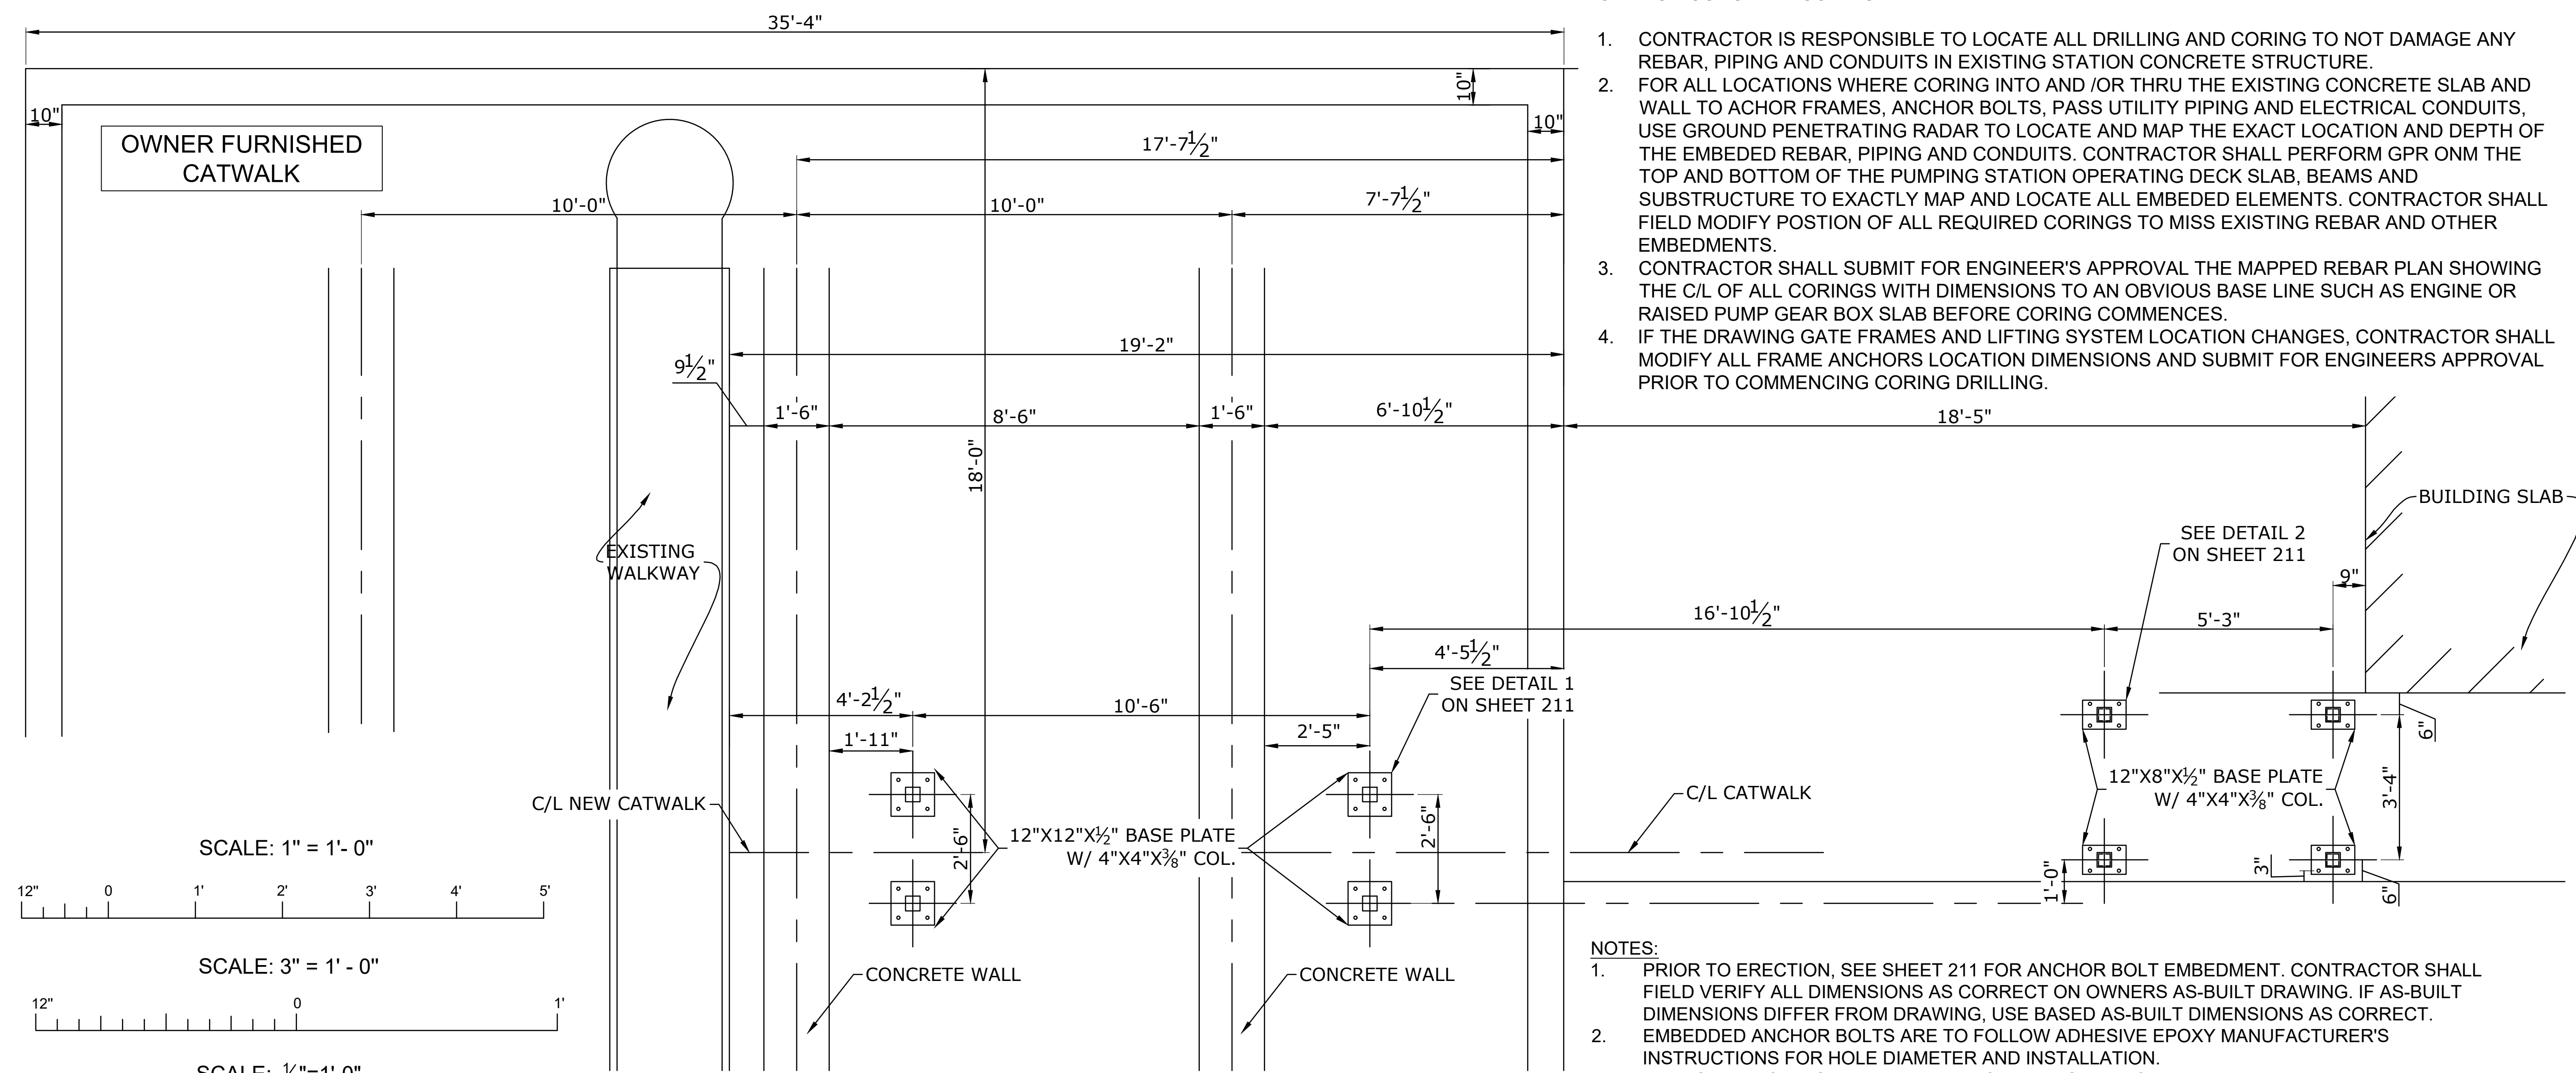 35'-4"
1. CONTRACTOR IS RESPONSIBLE TO LOCATE ALL DRILLING AND CORING TO NOT DAMAGE ANY
REBAR, PIPING AND CONDUITS IN EXISTING STATION CONCRETE STRUCTURE.
2. FOR ALL LOCATIONS WHERE CORING INTO AND /OR THRU THE EXISTING CONCRETE SLAB AND
WALL TO ACHOR FRAMES, ANCHOR BOLTS, PASS UTILITY PIPING AND ELECTRICAL CONDUITS,
USE GROUND PENETRATING RADAR TO LOCATE AND MAP THE EXACT LOCATION AND DEPTH OF
THE EMBEDED REBAR, PIPING AND CONDUITS. CONTRACTOR SHALL PERFORM GPR ONM THE
TOP AND BOTTOM OF THE PUMPING STATION OPERATING DECK SLAB, BEAMS AND
SUBSTRUCTURE TO EXACTLY MAP AND LOCATE ALL EMBEDED ELEMENTS. CONTRACTOR SHALL
FIELD MODIFY POSTION OF ALL REQUIRED CORINGS TO MISS EXISTING REBAR AND OTHER
EMBEDMENTS.
3. CONTRACTOR SHALL SUBMIT FOR ENGINEER'S APPROVAL THE MAPPED REBAR PLAN SHOWING
THE C/L OF ALL CORINGS WITH DIMENSIONS TO AN OBVIOUS BASE LINE SUCH AS ENGINE OR
RAISED PUMP GEAR BOX SLAB BEFORE CORING COMMENCES.
4. IF THE DRAWING GATE FRAMES AND LIFTING SYSTEM LOCATION CHANGES, CONTRACTOR SHALL
MODIFY ALL FRAME ANCHORS LOCATION DIMENSIONS AND SUBMIT FOR ENGINEERS APPROVAL
PRIOR TO COMMENCING CORING DRILLING.
10"
10"
10"
OWNER FURNISHED
CATWALK
17'-7½"
10'-0"
10'-0"
7'-7½"
19'-2"
9½"
1'-6"
8'-6"
1'-6"
6'-10½"
18'-5"
18'-0"
BUILDING SLAB
EXISTING
WALKWAY
SEE DETAIL 2
ON SHEET 211
9"
16'-10½"
5'-3"
4'-5½"
SEE DETAIL 1
ON SHEET 211
4'-2½"
10'-6"
1'-11"
2'-5"
6"
12"X8"X½" BASE PLATE
W/ 4"X4"X⅜" COL.
3'-4"
C/L NEW CATWALK
C/L CATWALK
2'-6"
12"X12"X½" BASE PLATE
W/ 4"X4"X⅜" COL.
2'-6"
1'-0"
3"
6"
SCALE: 1" = 1'- 0"
12" 0 1' 2' 3' 4' 5'
CONCRETE WALL
CONCRETE WALL
SCALE: 3" = 1' - 0"
12" 0 1'
NOTES:
1. PRIOR TO ERECTION, SEE SHEET 211 FOR ANCHOR BOLT EMBEDMENT. CONTRACTOR SHALL
FIELD VERIFY ALL DIMENSIONS AS CORRECT ON OWNERS AS-BUILT DRAWING. IF AS-BUILT
DIMENSIONS DIFFER FROM DRAWING, USE BASED AS-BUILT DIMENSIONS AS CORRECT.
2. EMBEDDED ANCHOR BOLTS ARE TO FOLLOW ADHESIVE EPOXY MANUFACTURER'S
INSTRUCTIONS FOR HOLE DIAMETER AND INSTALLATION.